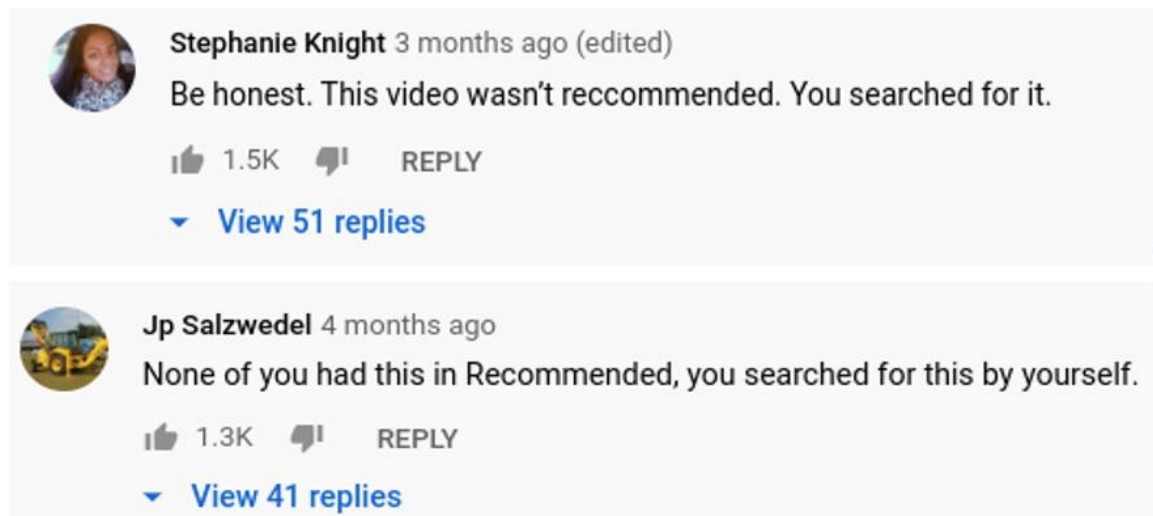 Stephanie Knight 3 months ago (edited)
Be honest. This video wasn't reccommended. You searched for it.
1.5K REPLY
View 51 replies
Jp Salzwedel 4 months ago
None of you had this in Recommended, you searched for this by yourself.
1.3K REPLY
View 41 replies